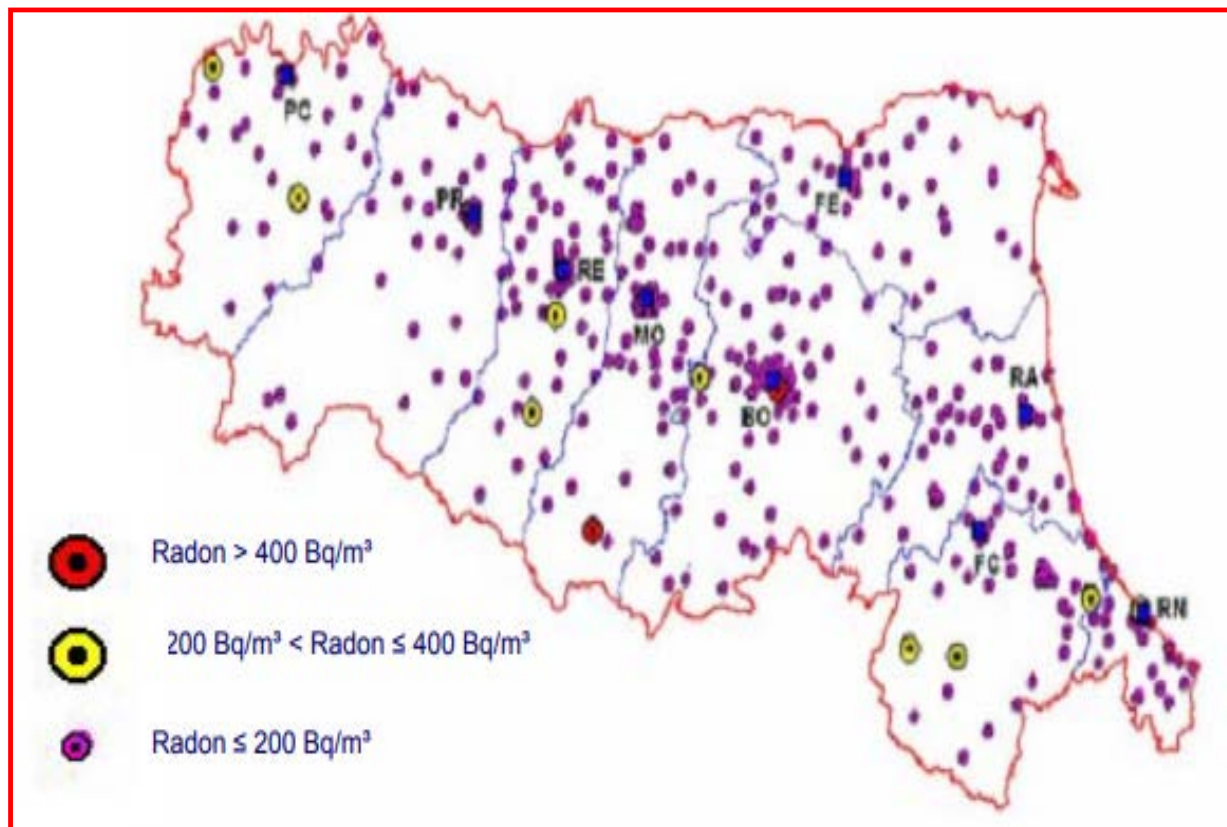 PC
PR
RE
MO
FE
BO
RA
FC
RN
Radon > 400 Bq/m³
200 Bq/m³ < Radon ≤ 400 Bq/m³
Radon ≤ 200 Bq/m³